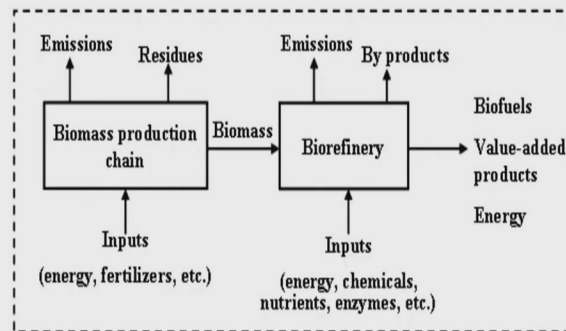 Emissions
Residues
Biomass production
chain
Biomass
Inputs
(energy, fertilizers, etc.)
Emissions
By products
Biorefinery
Inputs
(energy, chemicals,
nutrients, enzymes, etc.)
Biofuels
Value-added
products
Energy